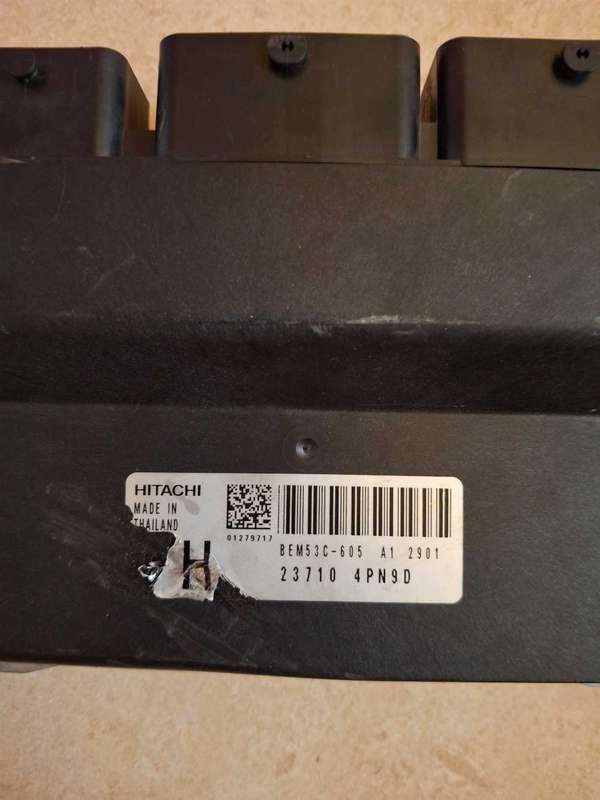 HITACHI
MADE IN
THAILAND
H
01279717
BEM53C-605 A1 2901
23710 4PN9D